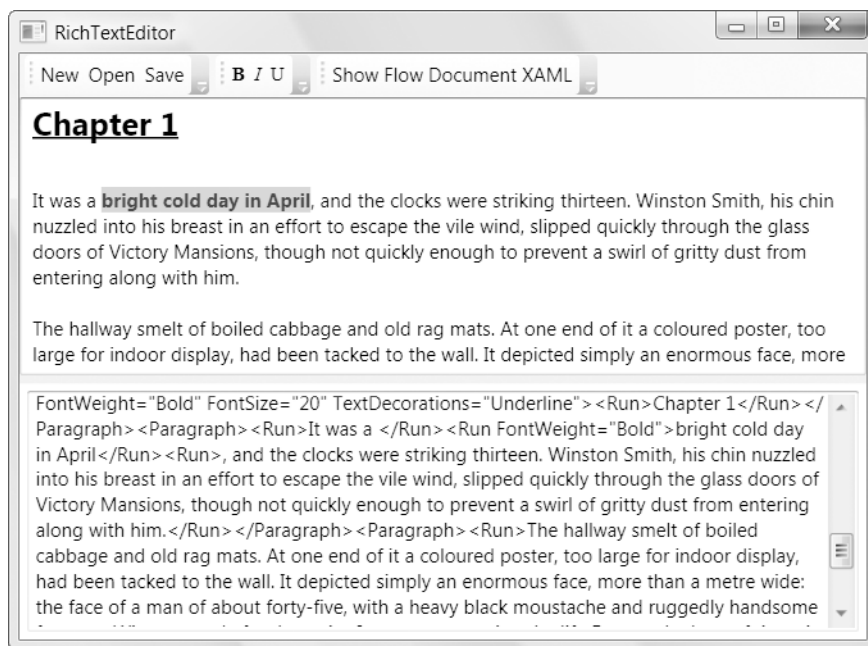 RichTextEditor
New Open Save B I U Show Flow Document XAML
Chapter 1
It was a bright cold day in April, and the clocks were striking thirteen. Winston Smith, his chin
nuzzled into his breast in an effort to escape the vile wind, slipped quickly through the glass
doors of Victory Mansions, though not quickly enough to prevent a swirl of gritty dust from
entering along with him.
The hallway smelt of boiled cabbage and old rag mats. At one end of it a coloured poster, too
large for indoor display, had been tacked to the wall. It depicted simply an enormous face, more
FontWeight="Bold" FontSize="20" TextDecorations="Underline"><Run>Chapter 1</Run></
Paragraph><Paragraph><Run>It was a </Run><Run FontWeight="Bold">bright cold day
in April</Run><Run>, and the clocks were striking thirteen. Winston Smith, his chin nuzzled
into his breast in an effort to escape the vile wind, slipped quickly through the glass doors of
Victory Mansions, though not quickly enough to prevent a swirl of gritty dust from entering
along with him.</Run></Paragraph><Paragraph><Run>The hallway smelt of boiled
cabbage and old rag mats. At one end of it a coloured poster, too large for indoor display,
had been tacked to the wall. It depicted simply an enormous face, more than a metre wide:
the face of a man of about forty-five, with a heavy black moustache and ruggedly handsome